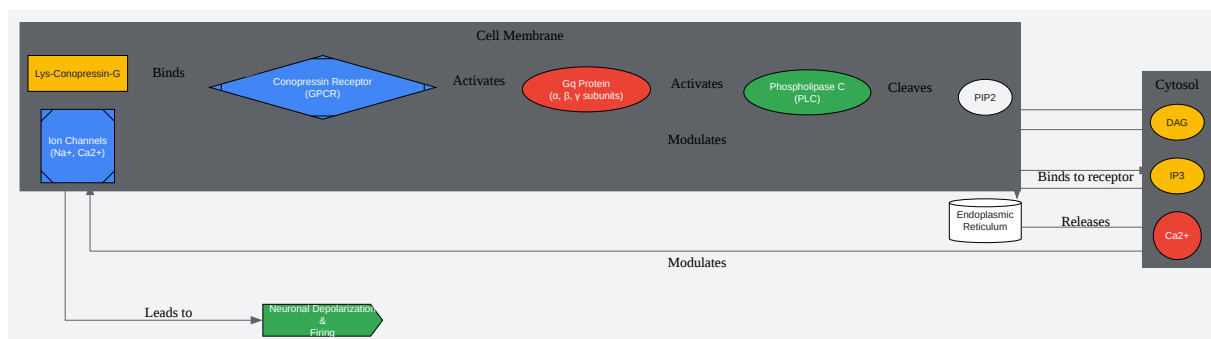 Cell Membrane
Lys-Conopressin-G
Binds
Conopressin Receptor
(GPCR)
Activates
Gq Protein
(α, β, γ subunits)
Activates
Phospholipase C
(PLC)
Cleaves
PIP2
Cytosol
DAG
Ion Channels
(Na+, Ca2+)
Modulates
Binds to receptor
IP3
Endoplasmic
Reticulum
Releases
Ca2+
Modulates
Leads to
Neuronal Depolarization
&
Firing